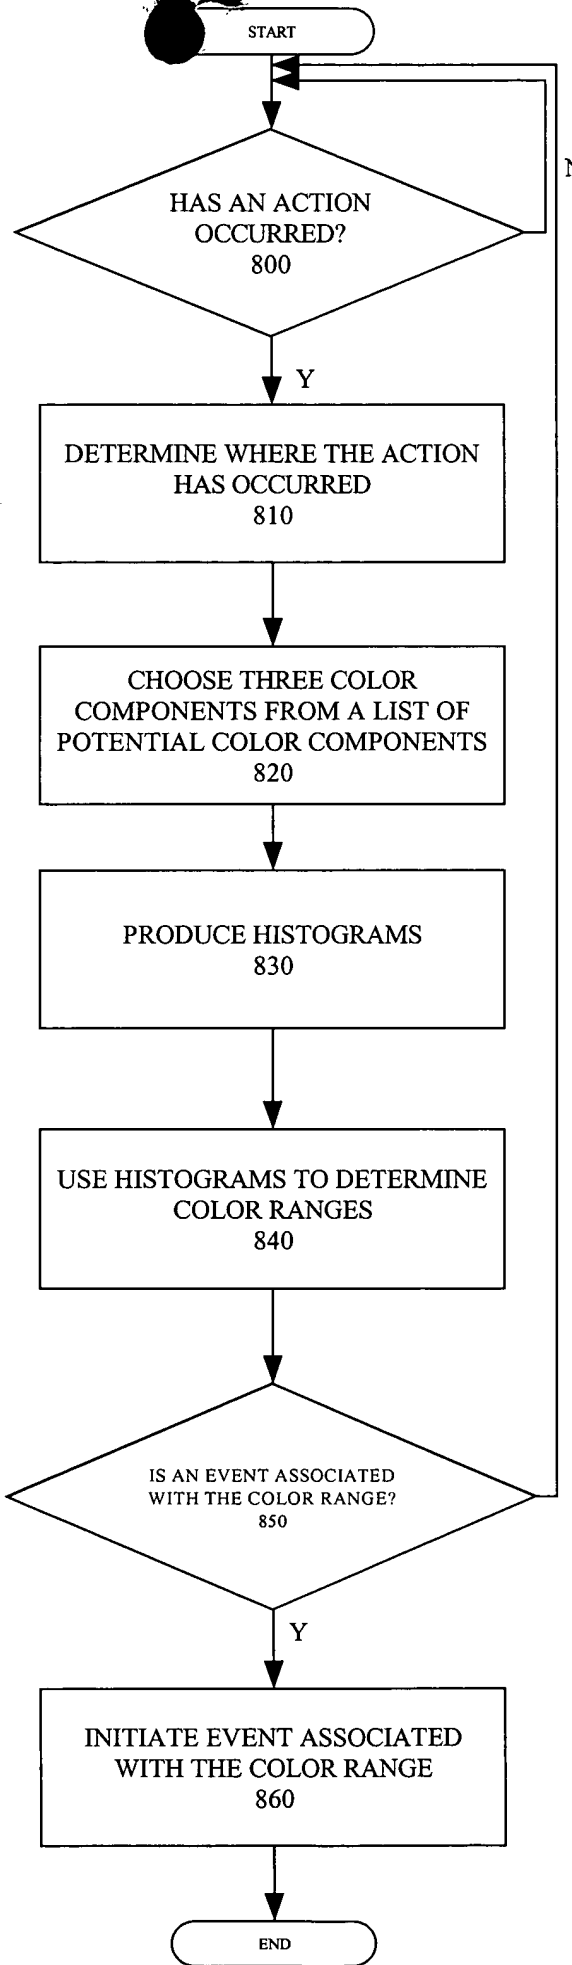 START
HAS AN ACTION
OCCURRED?
800
Y
DETERMINE WHERE THE ACTION
HAS OCCURRED
810
CHOOSE THREE COLOR
COMPONENTS FROM A LIST OF
POTENTIAL COLOR COMPONENTS
820
PRODUCE HISTOGRAMS
830
USE HISTOGRAMS TO DETERMINE
COLOR RANGES
840
IS AN EVENT ASSOCIATED
WITH THE COLOR RANGE?
850
Y
INITIATE EVENT ASSOCIATED
WITH THE COLOR RANGE
860
END